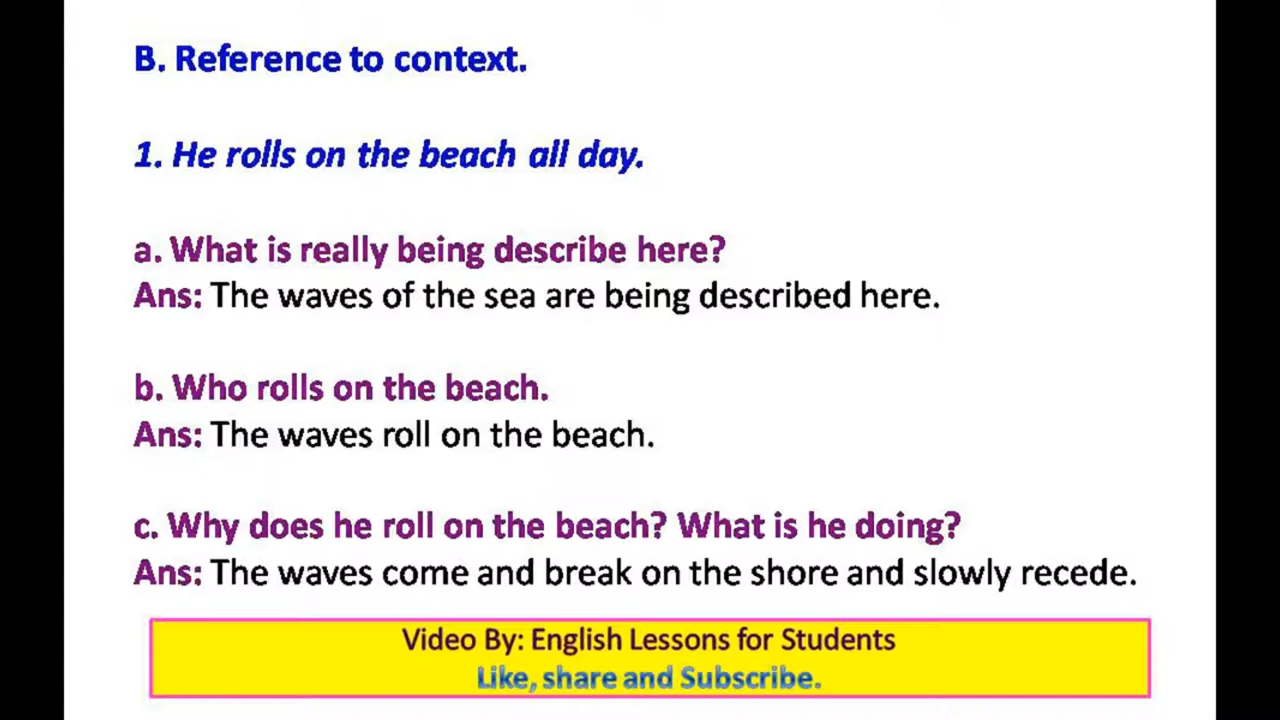 B. Reference to context.
1. He rolls on the beach all day.
a. What is really being describe here?
Ans: The waves of the sea are being described here.
b. Who rolls on the beach.
Ans: The waves roll on the beach.
c. Why does he roll on the beach? What is he doing?
Ans: The waves come and break on the shore and slowly recede.
Video By: English Lessons for Students
Like, share and Subscribe.